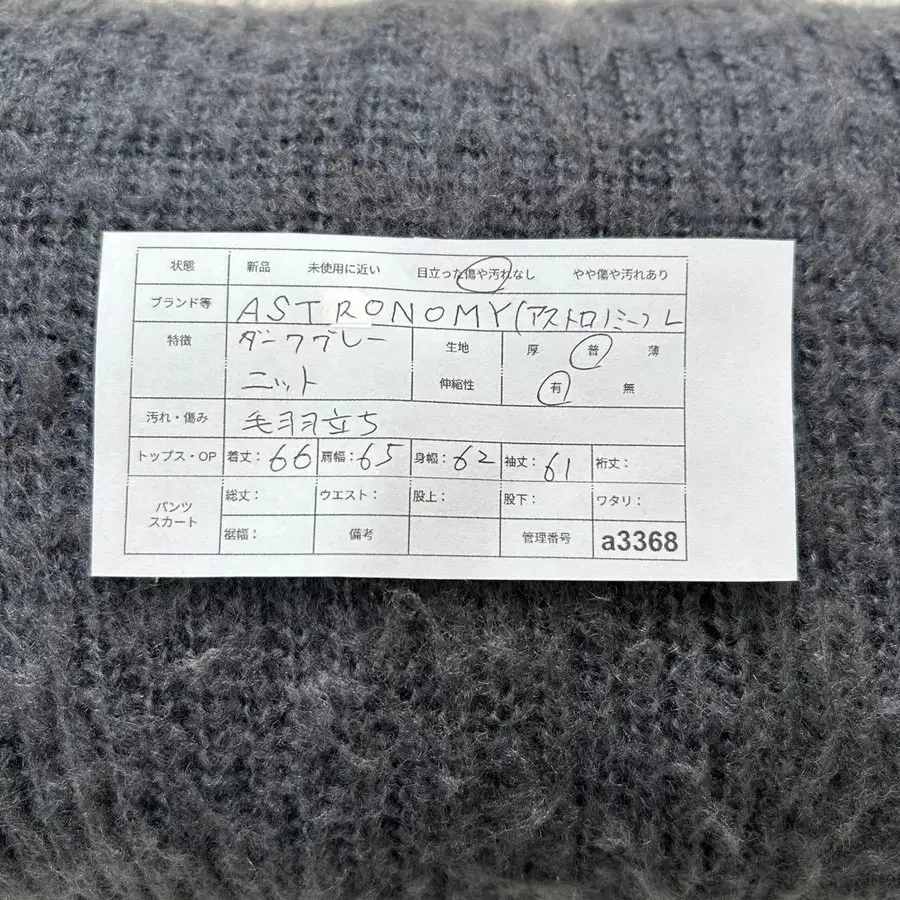 状態 新品 未使用に近い 目立った傷や汚れなし やや傷や汚れあり
ブランド等 ASTRONOMY(アストロノミー) L
特徴 ダークグレー 生地 厚 普 薄
ニット 伸縮性 有 無
汚れ・傷み 毛羽立ち
トップス・OP 着丈：66 肩幅：65 身幅：62 袖丈：61 裄丈：
パンツ 総丈： ウエスト： 股上： 股下： ワタリ：
スカート 裾幅： 備考 管理番号 a3368